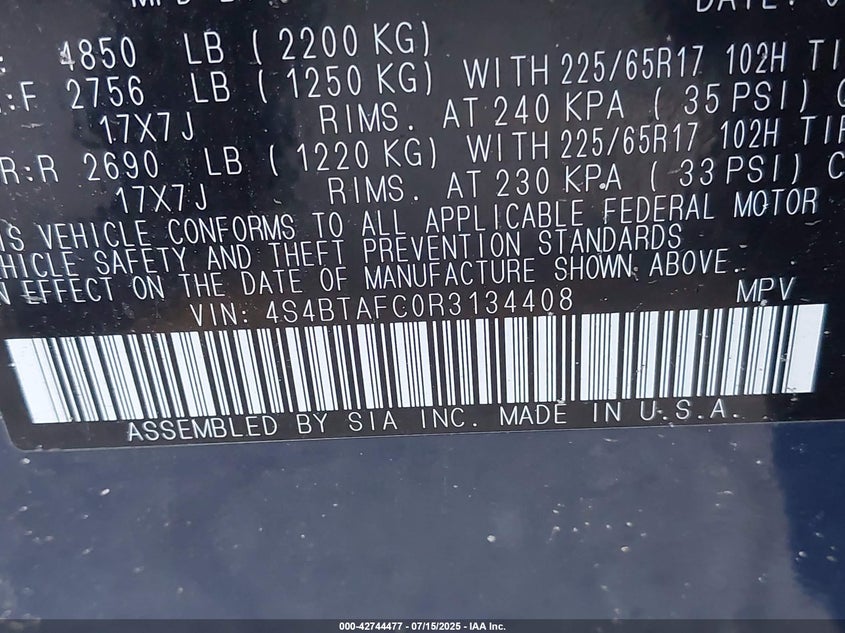 4850 LB ( 2200 KG)
:F 2756 LB ( 1250 KG) WITH 225/65R17 102H
17X7J RIMS. AT 240 KPA ( 35 PSI)
R:R 2690 LB ( 1220 KG) WITH 225/65R17 102H
17X7J RIMS. AT 230 KPA ( 33 PSI)
VEHICLE CONFORMS TO ALL APPLICABLE FEDERAL MOTOR
HICLE SAFETY AND THEFT PREVENTION STANDARDS
EFFECT ON THE DATE OF MANUFACTURE SHOWN ABOVE.
VIN: 4S4BTAFC0R3134408 MPV
ASSEMBLED BY SIA INC. MADE IN U.S.A.
000-42744477 - 07/15/2025 - IAA Inc.